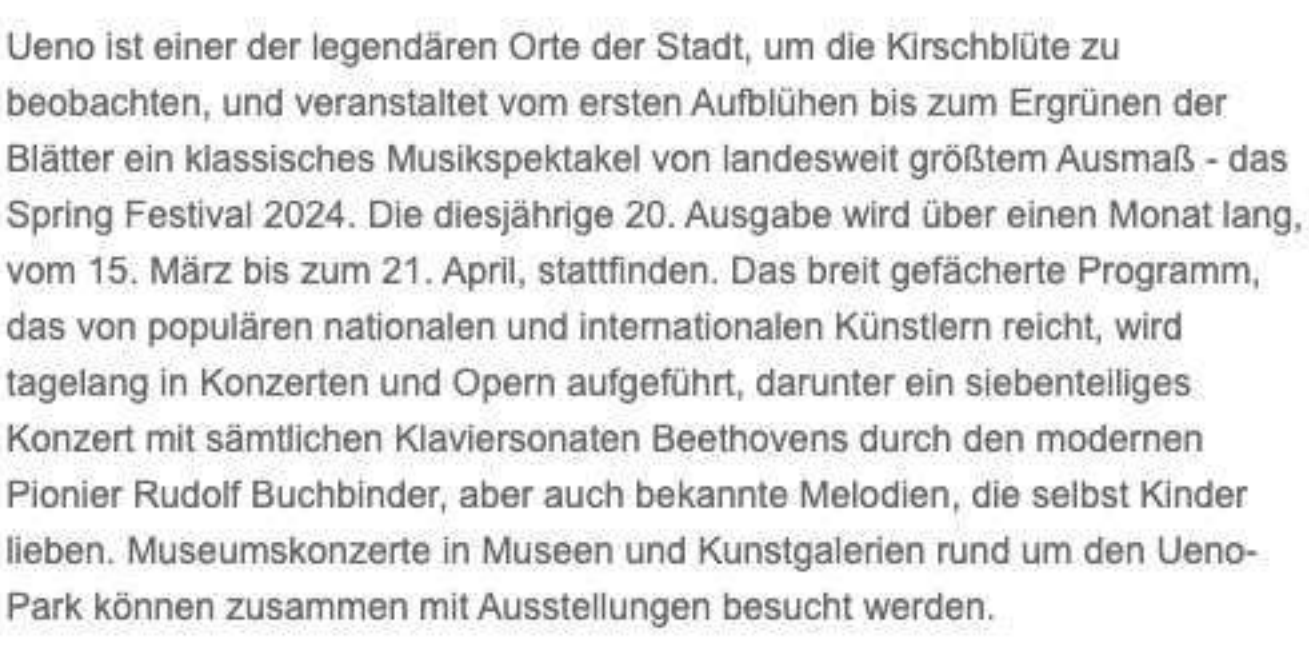 Ueno ist einer der legendären Orte der Stadt, um die Kirschblüte zu
beobachten, und veranstaltet vom ersten Aufblühen bis zum Ergrünen der
Blätter ein klassisches Musikspektakel von landesweit größtem Ausmaß - das
Spring Festival 2024. Die diesjährige 20. Ausgabe wird über einen Monat lang,
vom 15. März bis zum 21. April, stattfinden. Das breit gefächerte Programm,
das von populären nationalen und internationalen Künstlern reicht, wird
tagelang in Konzerten und Opern aufgeführt, darunter ein siebenteiliges
Konzert mit sämtlichen Klaviersonaten Beethovens durch den modernen
Pionier Rudolf Buchbinder, aber auch bekannte Melodien, die selbst Kinder
lieben. Museumskonzerte in Museen und Kunstgalerien rund um den Ueno-
Park können zusammen mit Ausstellungen besucht werden.